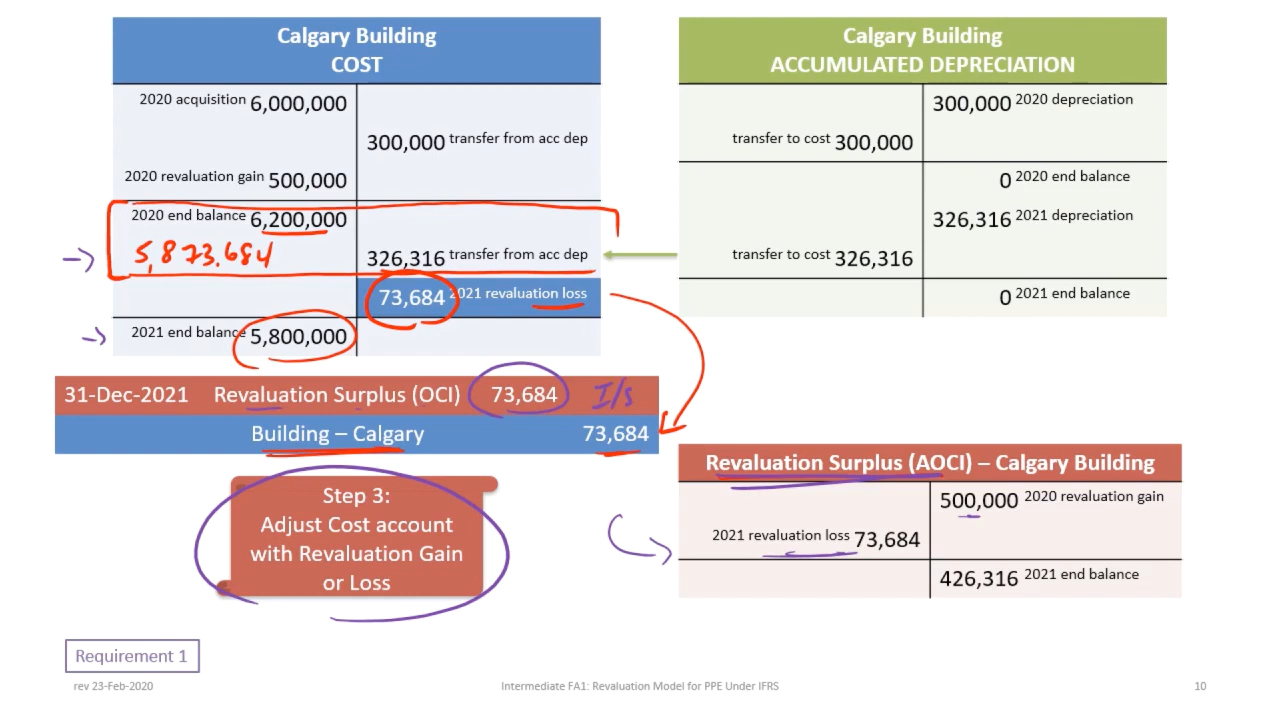 Calgary Building
COST
2020 acquisition 6,000,000
300,000 transfer from acc dep
2020 revaluation gain 500,000
2020 end balance 6,200,000
5,873,684
326,316 transfer from acc dep
73,684 2021 revaluation loss
2021 end balance 5,800,000
Calgary Building
ACCUMULATED DEPRECIATION
300,000 2020 depreciation
transfer to cost 300,000
0 2020 end balance
326,316 2021 depreciation
transfer to cost 326,316
0 2021 end balance
31-Dec-2021 Revaluation Surplus (OCI) 73,684 I/S
Building – Calgary 73,684
Step 3:
Adjust Cost account
with Revaluation Gain
or Loss
Revaluation Surplus (AOCI) – Calgary Building
500,000 2020 revaluation gain
2021 revaluation loss 73,684
426,316 2021 end balance
Requirement 1
rev 23-Feb-2020 Intermediate FA1: Revaluation Model for PPE Under IFRS 10